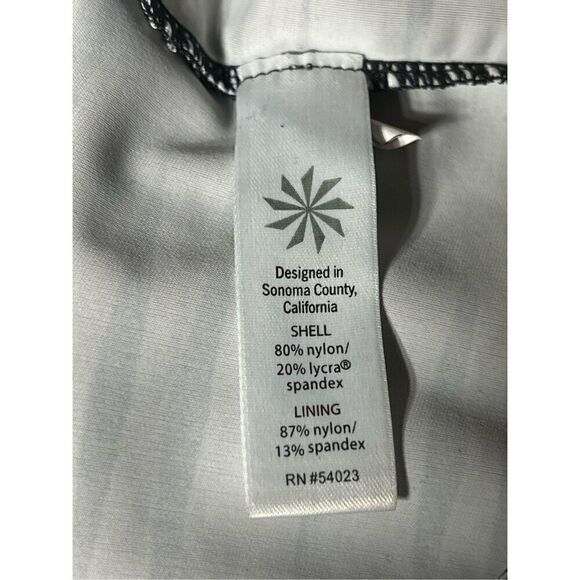 Designed in
Sonoma County,
California
SHELL
80% nylon/
20% lycra®
spandex
LINING
87% nylon/
13% spandex
RN #54023